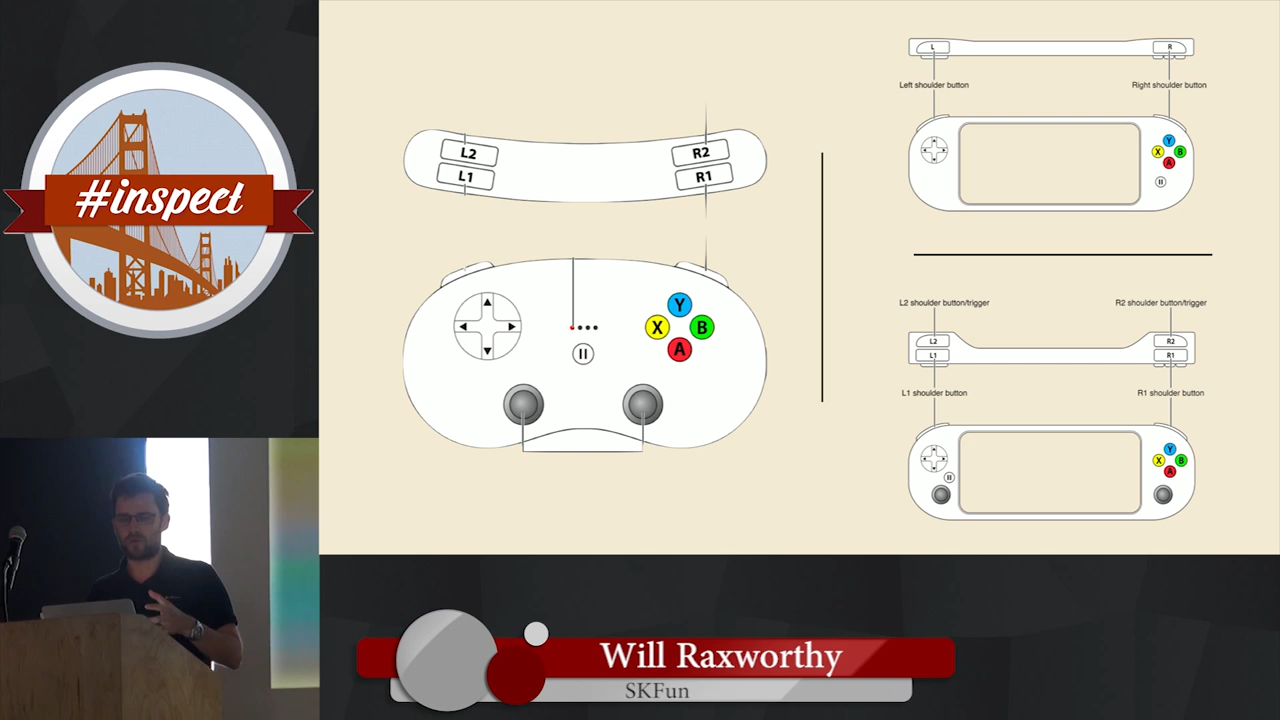 #inspect
L2
R2
L1
R1
Y
X
B
A
L
R
Left shoulder button
Right shoulder button
Y
X
B
A
L2 shoulder button/trigger
R2 shoulder button/trigger
L2
R2
L1
R1
L1 shoulder button
R1 shoulder button
Y
X
B
A
Will Raxworthy
SKFun